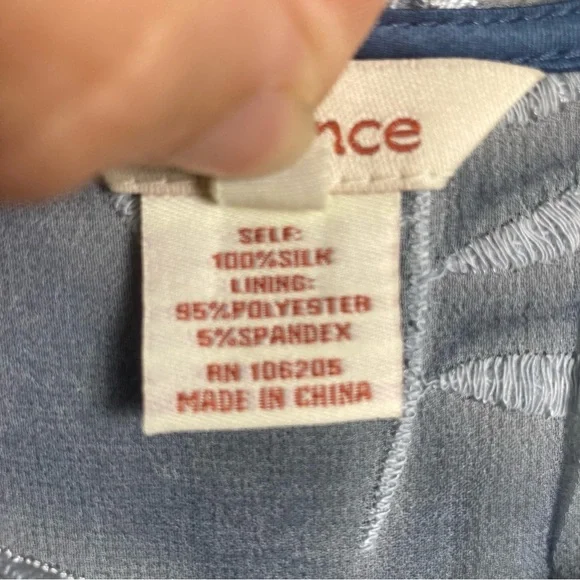 nce
SELF:
100%SILK
LINING:
95%POLYESTER
5%SPANDEX
RN 106205
MADE IN CHINA